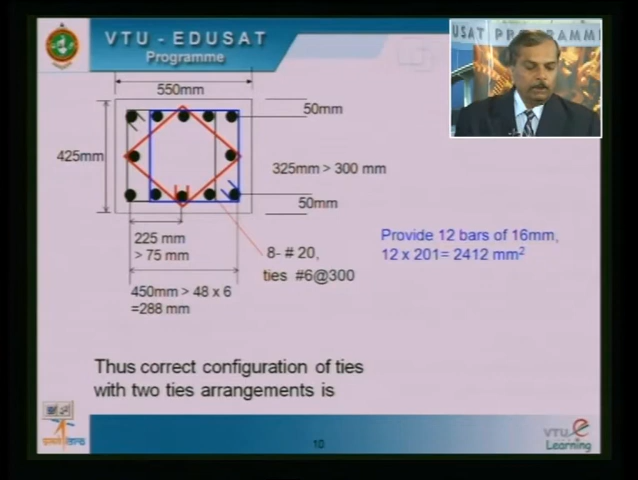 VTU - EDUSAT
Programme
USAT PROGRAMME
550mm
50mm
425mm
325mm > 300 mm
50mm
225 mm
> 75 mm
8- # 20,
ties #6@300
450mm > 48 x 6
=288 mm
Provide 12 bars of 16mm,
12 x 201= 2412 mm²
Thus correct configuration of ties
with two ties arrangements is
10
VTU e
Learning